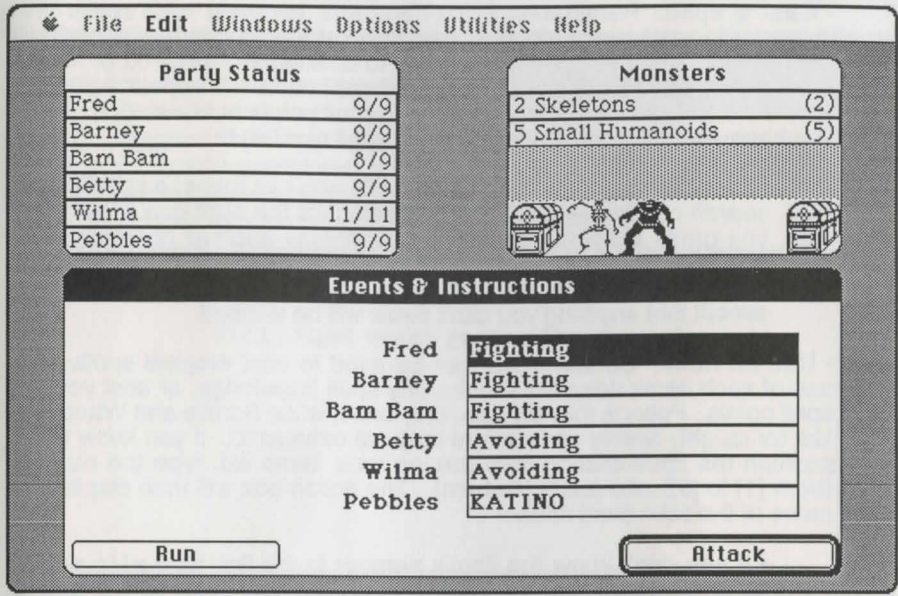 File Edit Windows Options Utilities Help
Party Status
Fred 9/9
Barney 9/9
Bam Bam 8/9
Betty 9/9
Wilma 11/11
Pebbles 9/9
Monsters
2 Skeletons (2)
5 Small Humanoids (5)
Events & Instructions
Fred Fighting
Barney Fighting
Bam Bam Fighting
Betty Avoiding
Wilma Avoiding
Pebbles KATINO
Run Attack